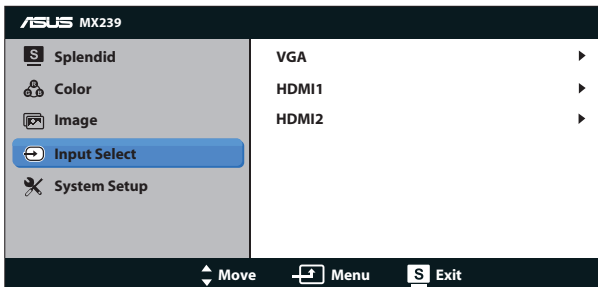 ASUS MX239
S Splendid
R G B Color
Image
Input Select
System Setup
VGA
HDMI1
HDMI2
Move Menu S Exit